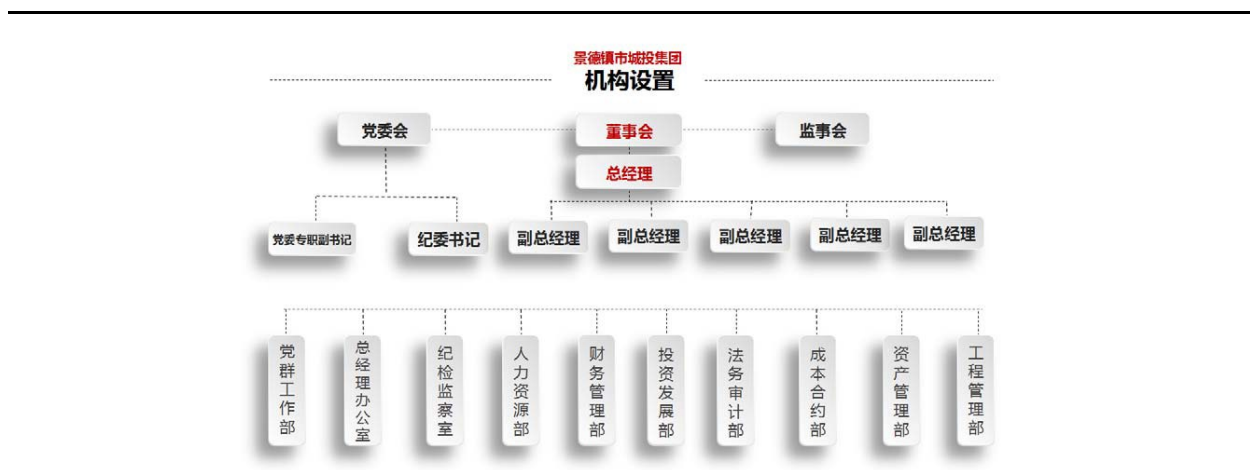 景德镇市城投集团
机构设置
党委会
董事会
监事会
总经理
党委专职副书记
纪委书记
副总经理
副总经理
副总经理
副总经理
副总经理
党群工作部
总经理办公室
纪检监察室
人力资源部
财务管理部
投资发展部
法务审计部
成本合约部
资产管理部
工程管理部